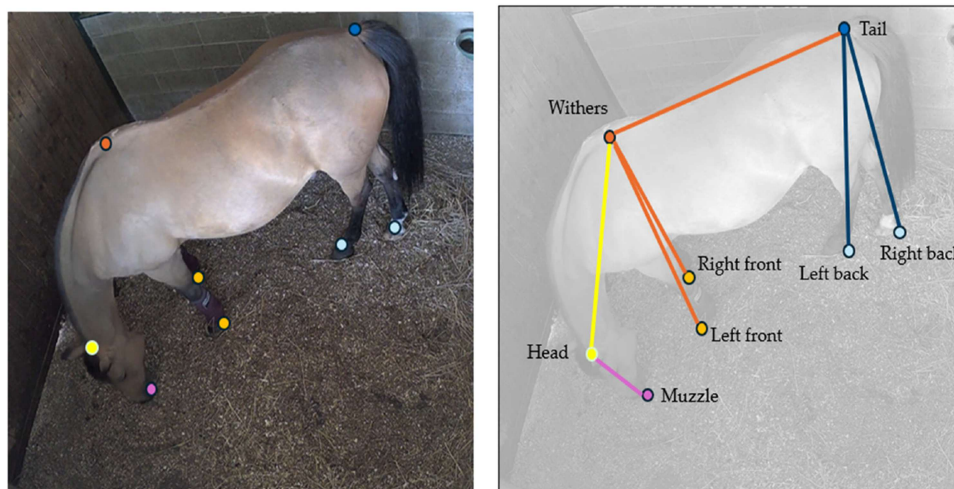 Tail
Withers
Right front
Right back
Left back
Left front
Head
Muzzle